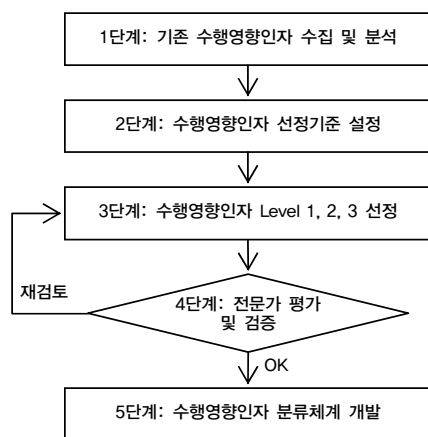 1단계: 기존 수행영향인자 수집 및 분석
2단계: 수행영향인자 선정기준 설정
3단계: 수행영향인자 Level 1, 2, 3 선정
재검토
4단계: 전문가 평가
및 검증
OK
5단계: 수행영향인자 분류체계 개발